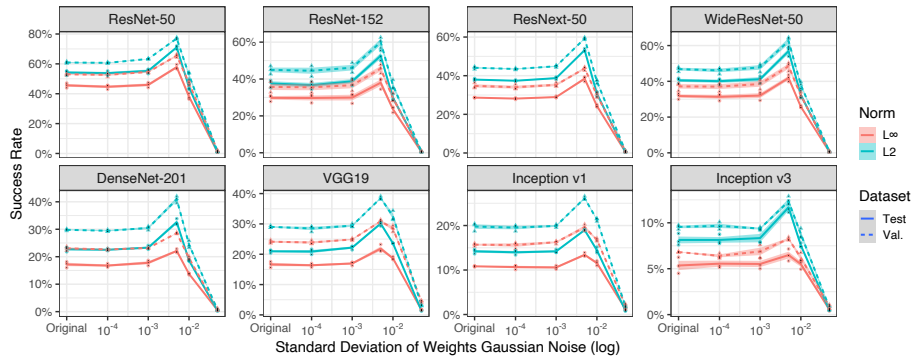 ResNet-50 ResNet-152 ResNext-50 WideResNet-50
80% 60% 40% 20% 0%
60% 40% 20% 0%
60% 40% 20% 0%
60% 40% 20% 0%
DenseNet-201 VGG19 Inception v1 Inception v3
40% 30% 20% 10% 0%
40% 30% 20% 10% 0%
20% 10% 0%
10% 5% 0%
Success Rate
Original 10⁻⁴ 10⁻³ 10⁻² Original 10⁻⁴ 10⁻³ 10⁻² Original 10⁻⁴ 10⁻³ 10⁻² Original 10⁻⁴ 10⁻³ 10⁻²
Standard Deviation of Weights Gaussian Noise (log)
Norm
L∞
L2
Dataset
Test
Val.